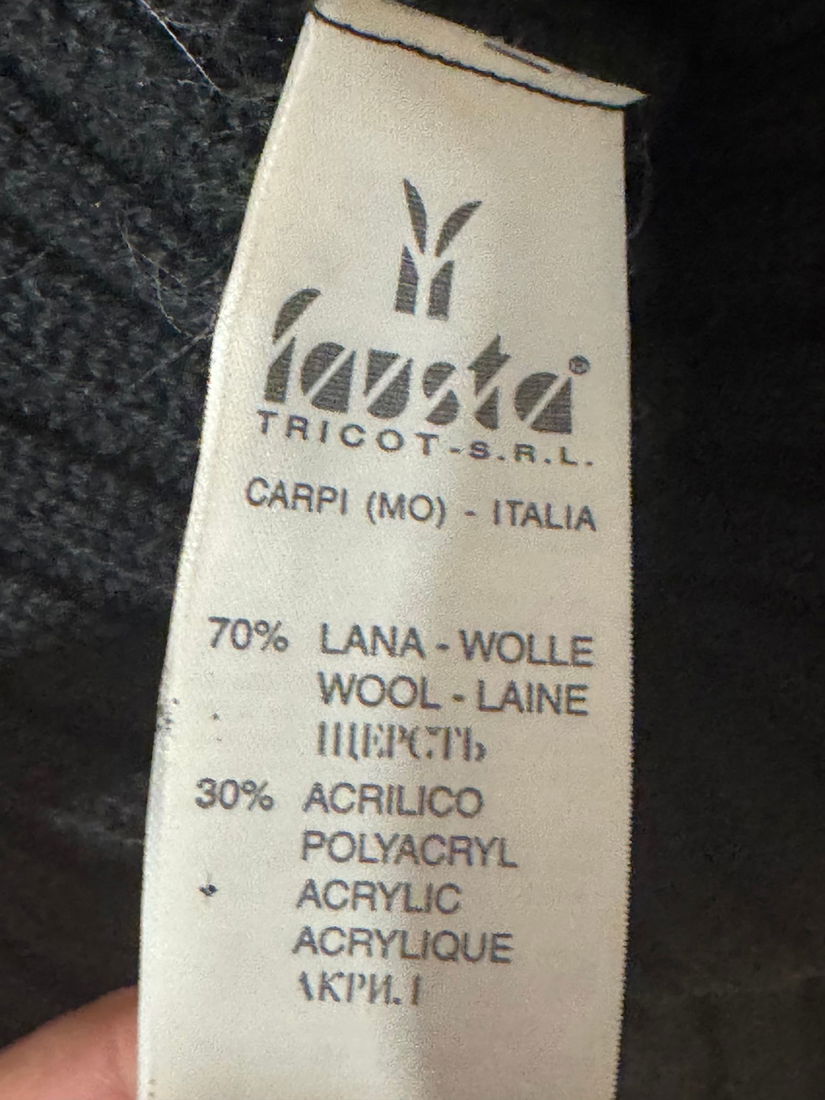 fausta®
TRICOT-S.R.L.
CARPI (MO) - ITALIA
70% LANA - WOLLE
WOOL - LAINE
ШЕРСТЬ
30% ACRILICO
POLYACRYL
ACRYLIC
ACRYLIQUE
АКРИЛ